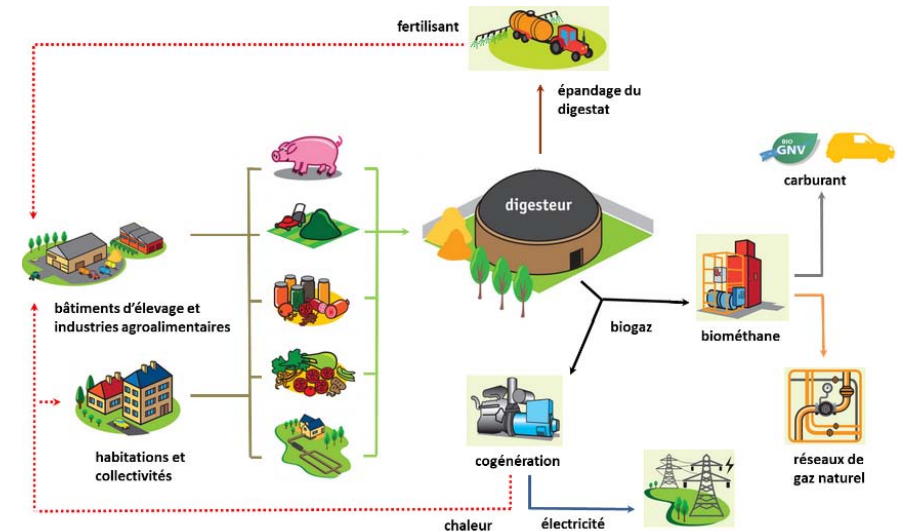 fertilisant
épandage du
digestat
BIO
GNV
carburant
digesteur
bâtiments d'élevage et
industries agroalimentaires
biogaz
biométhane
habitations et
collectivités
cogénération
réseaux de
gaz naturel
chaleur
électricité